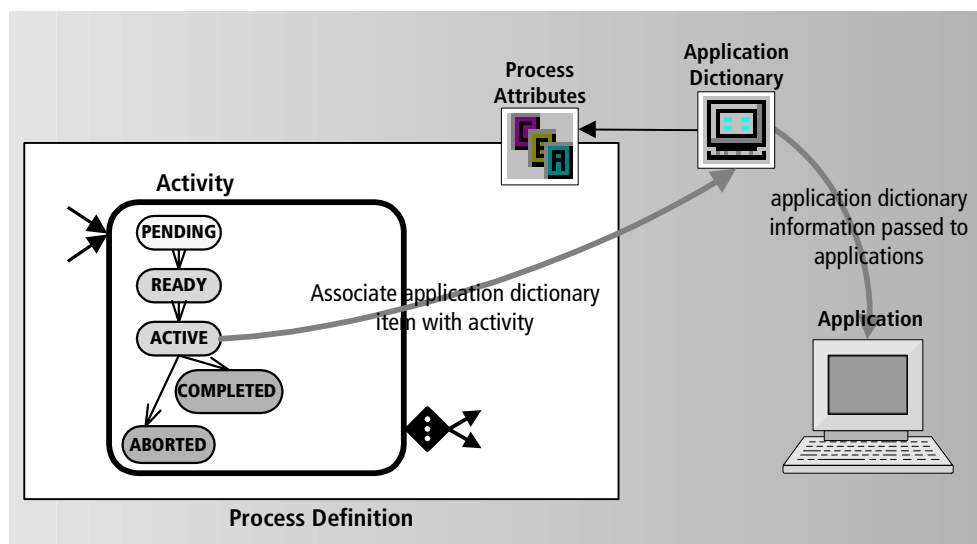 Application
Dictionary
Process
Attributes
C
B
A
Activity
PENDING
READY
ACTIVE
COMPLETED
ABORTED
Associate application dictionary
item with activity
application dictionary
information passed to
applications
Application
Process Definition